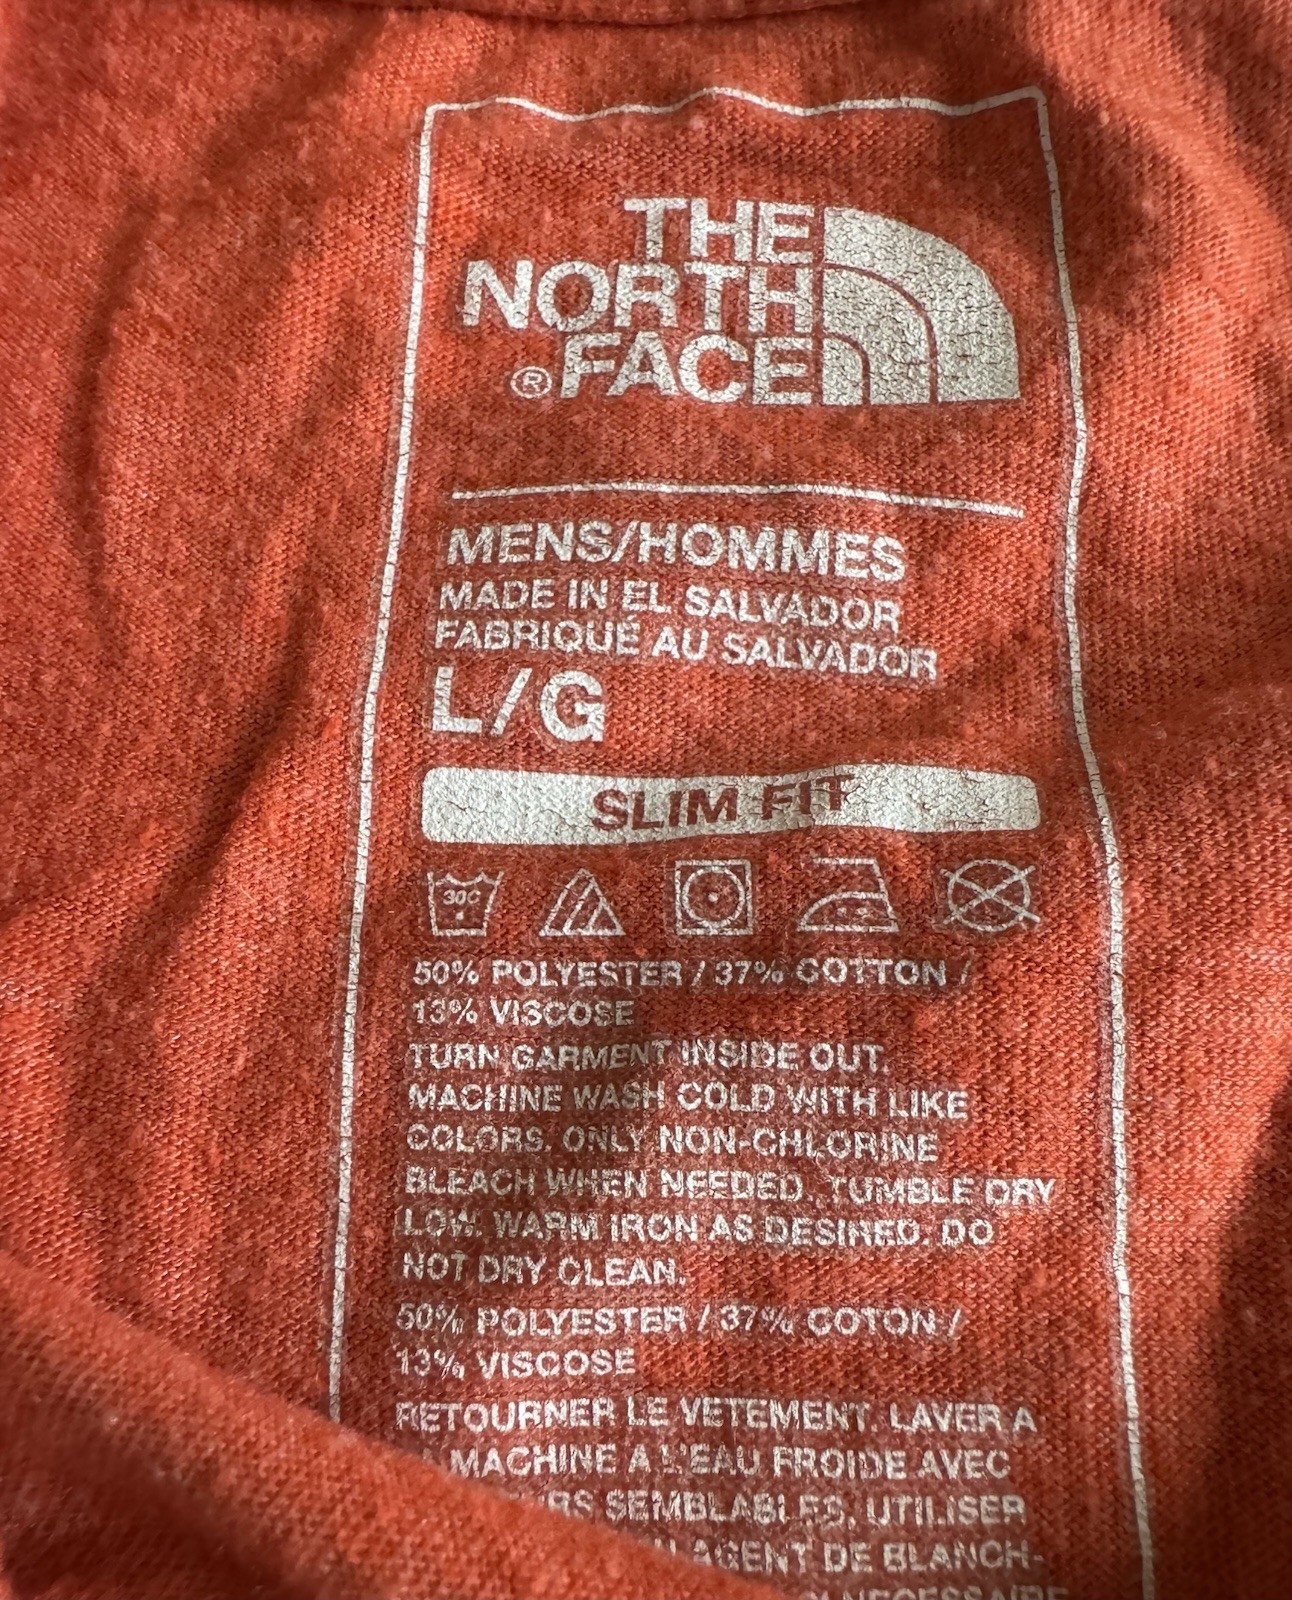 THE
NORTH
® FACE
MENS/HOMMES
MADE IN EL SALVADOR
FABRIQUÉ AU SALVADOR
L/G
SLIM FIT
30C
50% POLYESTER / 37% COTTON /
13% VISCOSE
TURN GARMENT INSIDE OUT.
MACHINE WASH COLD WITH LIKE
COLORS. ONLY NON-CHLORINE
BLEACH WHEN NEEDED. TUMBLE DRY
LOW. WARM IRON AS DESIRED. DO
NOT DRY CLEAN.
50% POLYESTER / 37% COTON /
13% VISCOSE
RETOURNER LE VETEMENT. LAVER A
MACHINE A L'EAU FROIDE AVEC
SEMBLABLES. UTILISER
AGENT DE BLANCH-
NECESSAIRE